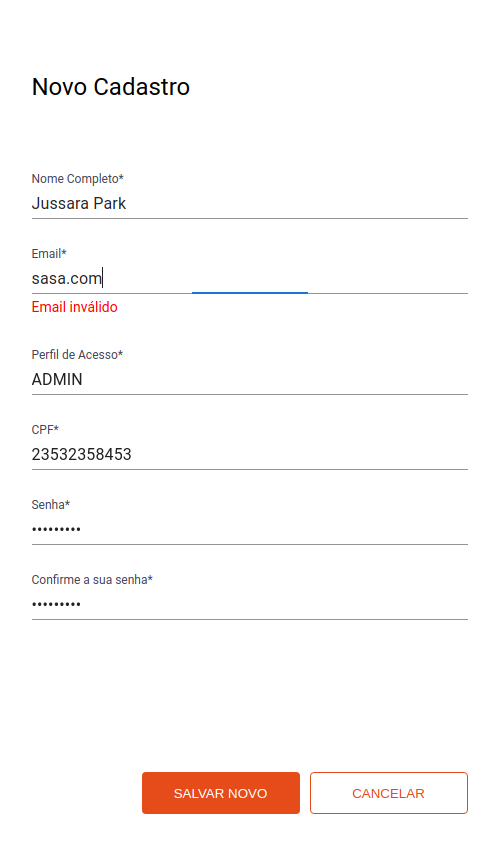 Novo Cadastro
Nome Completo*
Jussara Park
Email*
sasa.com
Email inválido
Perfil de Acesso*
ADMIN
CPF*
23532358453
Senha*
•••••••••
Confirme a sua senha*
•••••••••
SALVAR NOVO
CANCELAR